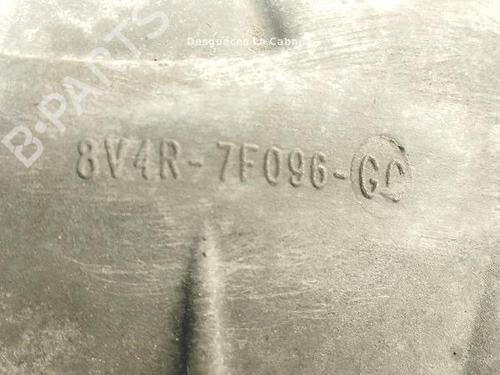 Desguaces La Cabaña
B-PARTS
8V4R-7F096-GC